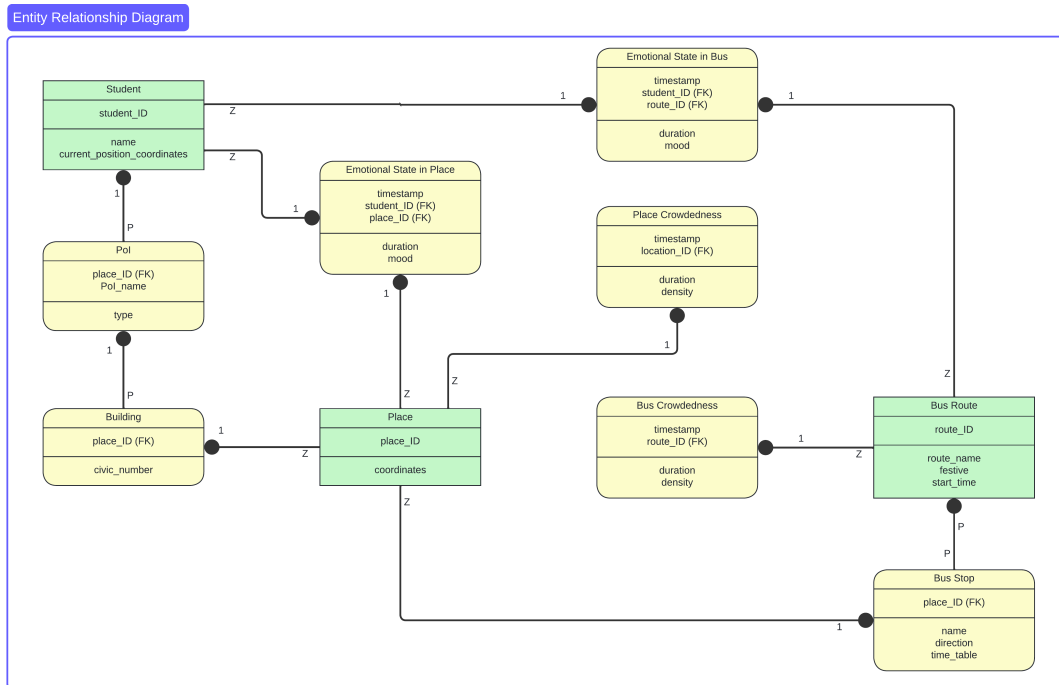 Entity Relationship Diagram
Emotional State in Bus
timestamp
student_ID (FK)
route_ID (FK)
duration
mood
Student
student_ID
name
current_position_coordinates
Z
1
1
Z
1
Emotional State in Place
timestamp
student_ID (FK)
place_ID (FK)
duration
mood
1
P
Place Crowdedness
timestamp
location_ID (FK)
duration
density
PoI
place_ID (FK)
PoI_name
type
1
1
1
P
Z
Z
Z
Building
place_ID (FK)
civic_number
1
Z
Place
place_ID
coordinates
Z
Bus Crowdedness
timestamp
route_ID (FK)
duration
density
1
Z
Bus Route
route_ID
route_name
festive
start_time
P
P
Bus Stop
place_ID (FK)
name
direction
time_table
1